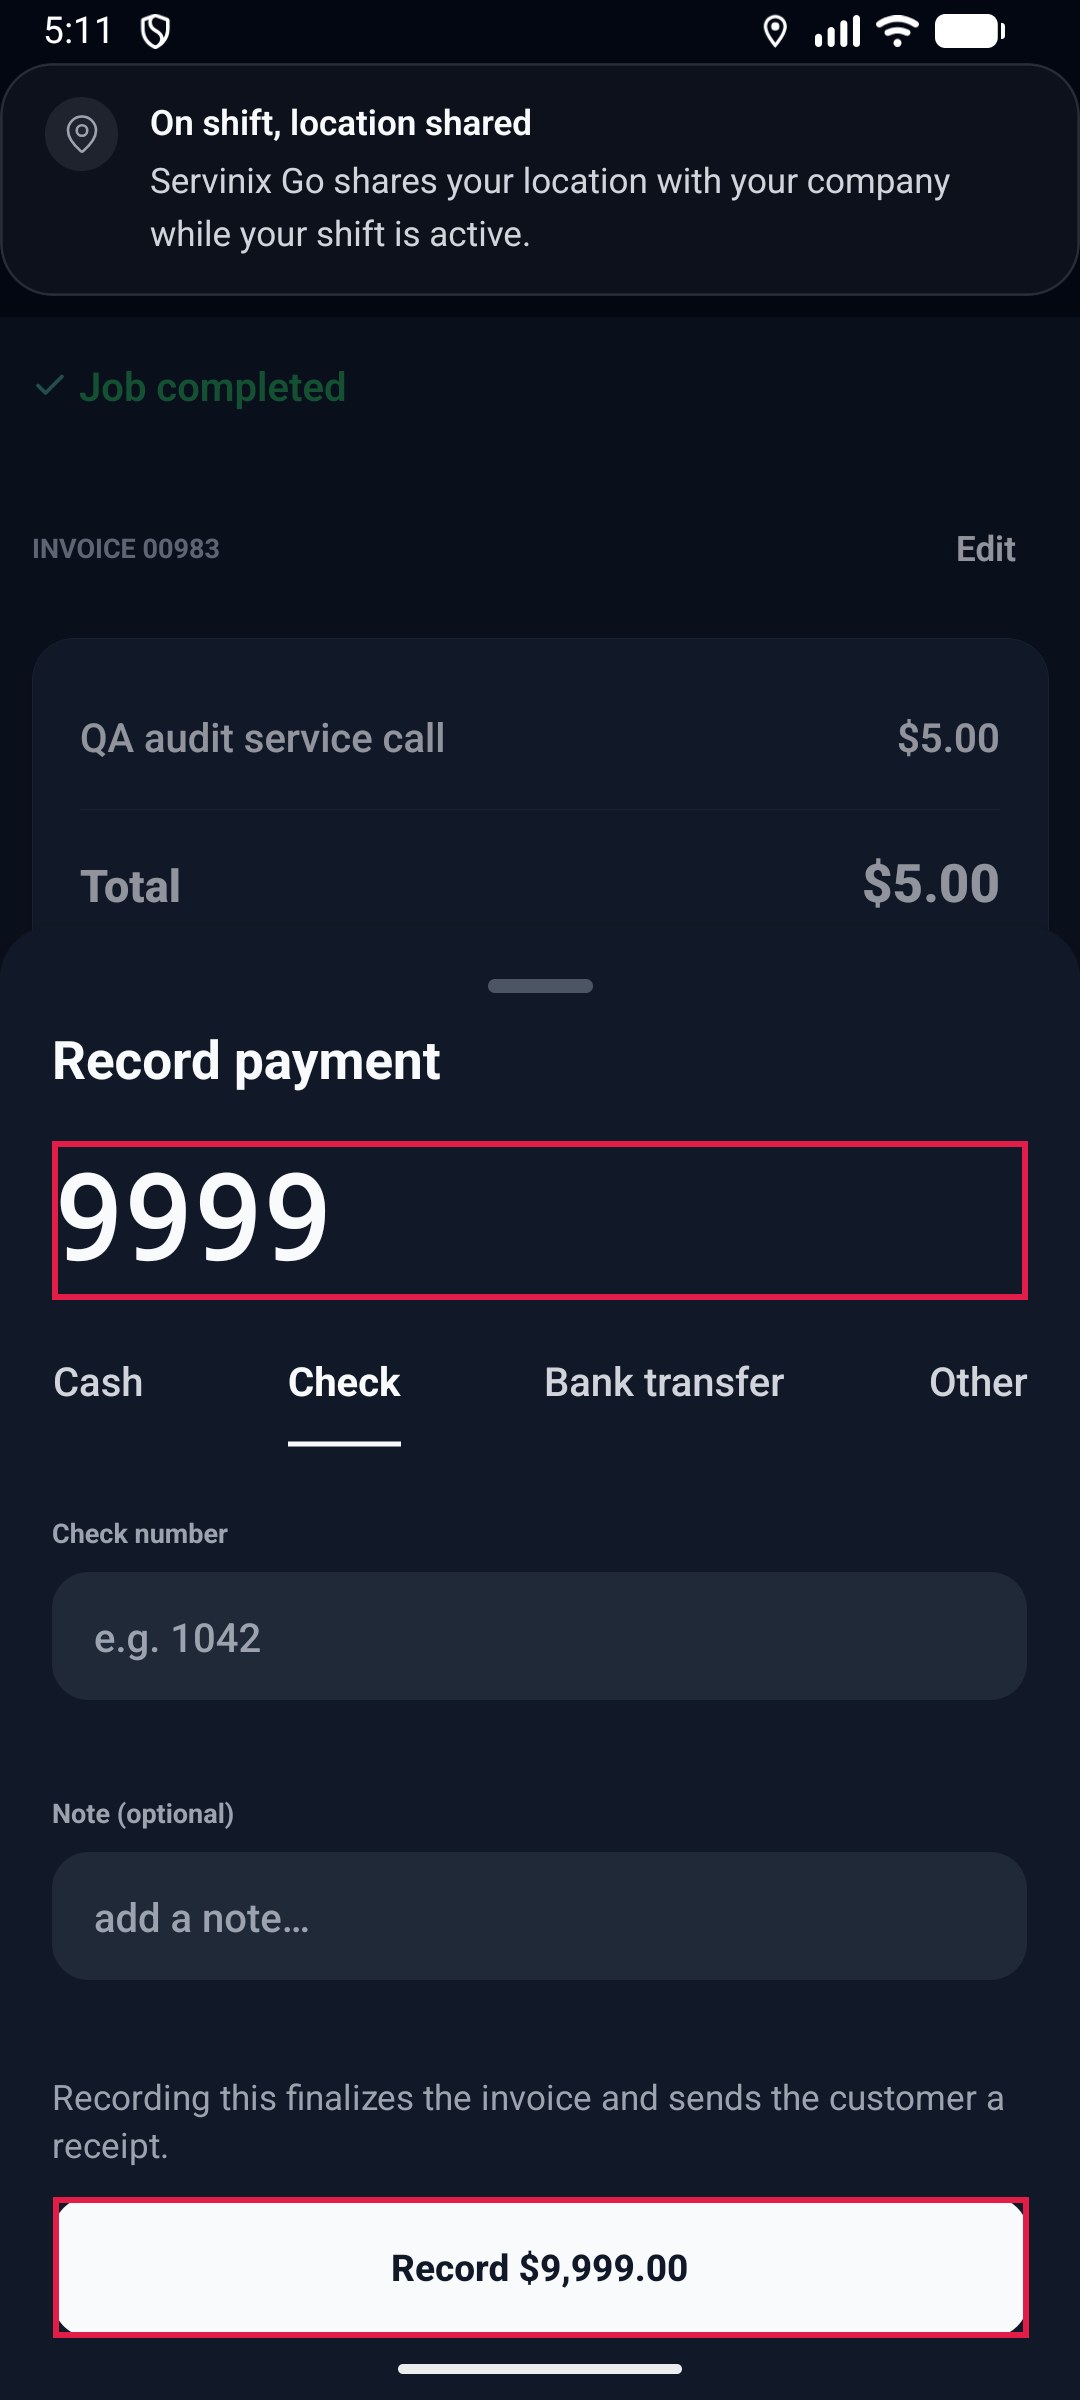 5:11
On shift, location shared
Servinix Go shares your location with your company
while your shift is active.
Job completed
INVOICE 00983
Edit
QA audit service call
$5.00
Total
$5.00
Record payment
9999
Cash
Check
Bank transfer
Other
Check number
e.g. 1042
Note (optional)
add a note…
Recording this finalizes the invoice and sends the customer a
receipt.
Record $9,999.00